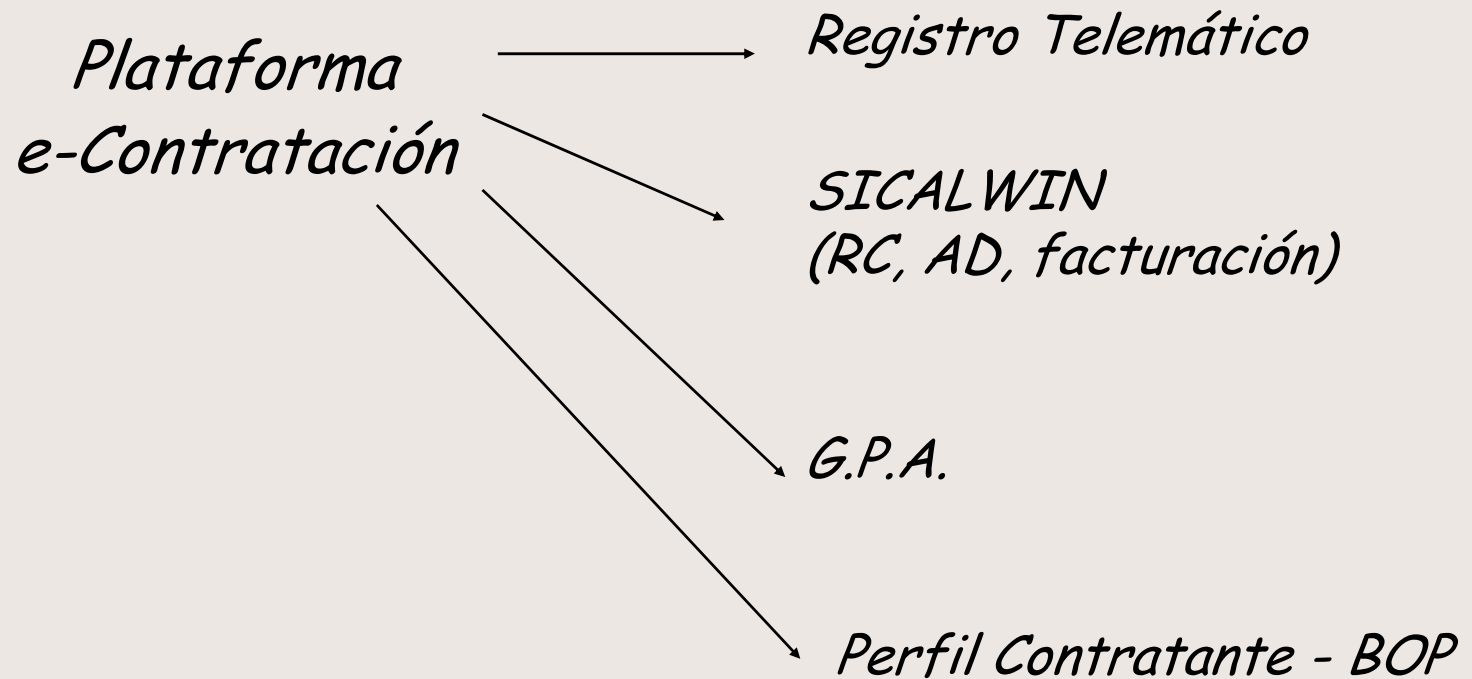 Plataforma
e-Contratación
Registro Telemático
SICALWIN
(RC, AD, facturación)
G.P.A.
Perfil Contratante - BOP